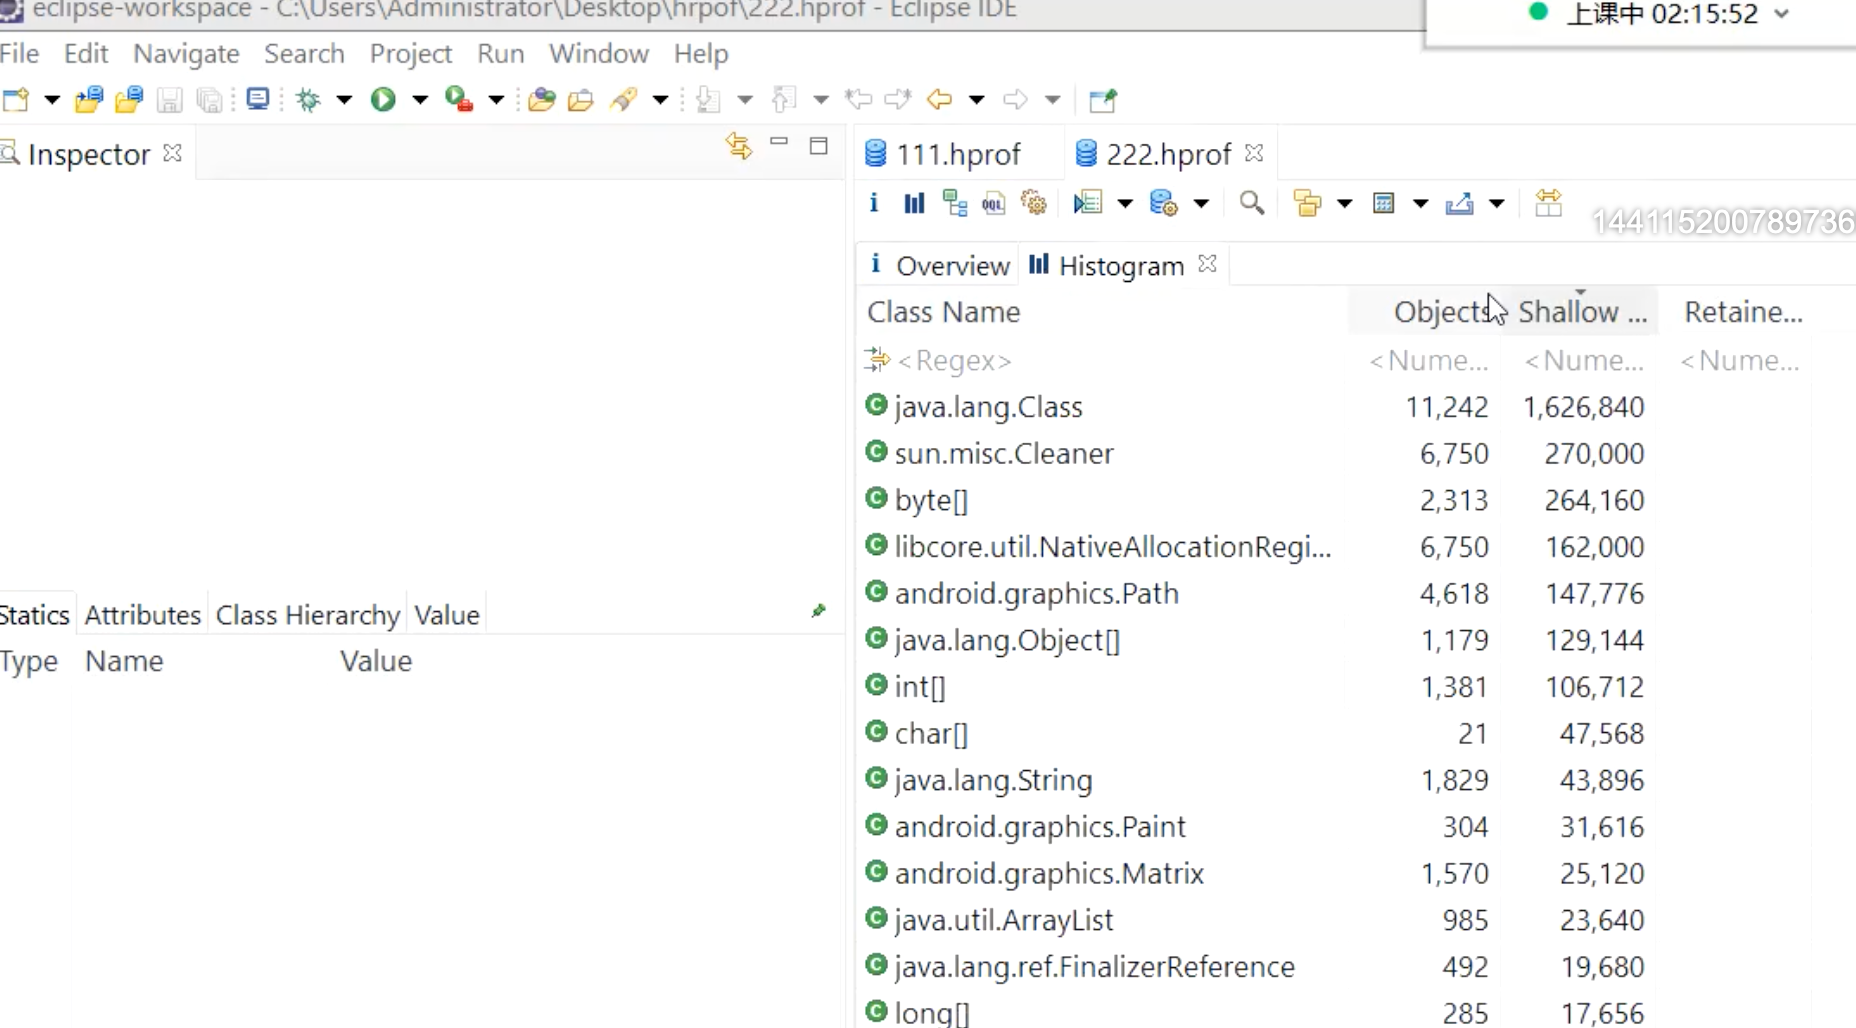 eclipse-workspace - C:\Users\Administrator\Desktop\hrpof\222.hprof - Eclipse IDE
上课中 02:15:52
File Edit Navigate Search Project Run Window Help
Inspector
111.hprof 222.hprof
144115200789736
Overview Histogram
Class Name Objects Shallow ... Retaine...
<Regex> <Nume... <Nume... <Nume...
java.lang.Class 11,242 1,626,840
sun.misc.Cleaner 6,750 270,000
byte[] 2,313 264,160
libcore.util.NativeAllocationRegi... 6,750 162,000
android.graphics.Path 4,618 147,776
java.lang.Object[] 1,179 129,144
int[] 1,381 106,712
char[] 21 47,568
java.lang.String 1,829 43,896
android.graphics.Paint 304 31,616
android.graphics.Matrix 1,570 25,120
java.util.ArrayList 985 23,640
java.lang.ref.FinalizerReference 492 19,680
long[] 285 17,656
Statics Attributes Class Hierarchy Value
Type Name Value